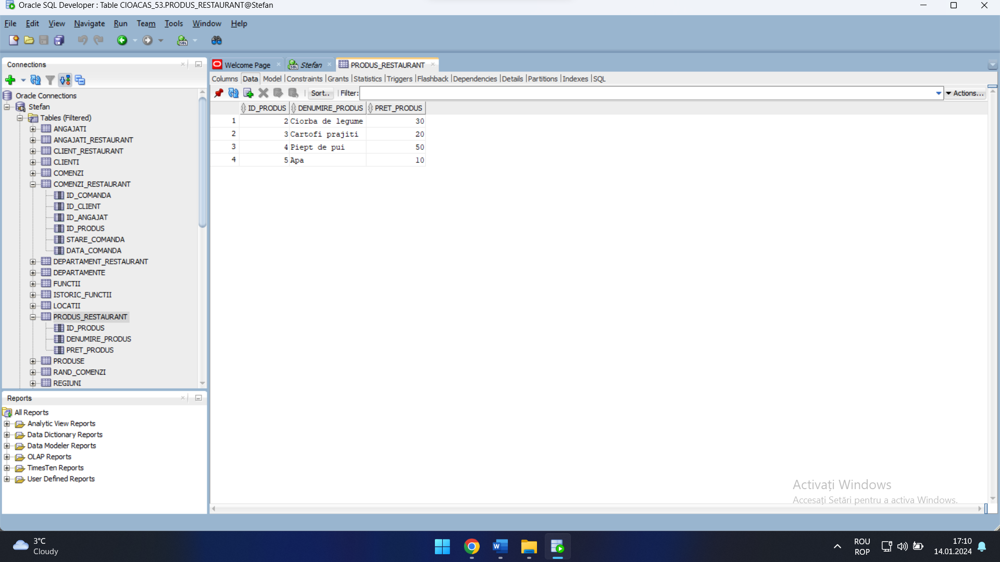 Oracle SQL Developer : Table CIOACAS_53.PRODUS_RESTAURANT@Stefan
File Edit View Navigate Run Team Tools Window Help
Connections
Oracle Connections
Stefan
Tables (Filtered)
ANGAJATI
ANGAJATI_RESTAURANT
CLIENT_RESTAURANT
CLIENTI
COMENZI
COMENZI_RESTAURANT
ID_COMANDA
ID_CLIENT
ID_ANGAJAT
ID_PRODUS
STARE_COMANDA
DATA_COMANDA
DEPARTAMENT_RESTAURANT
DEPARTAMENTE
FUNCTII
ISTORIC_FUNCTII
LOCATII
PRODUS_RESTAURANT
ID_PRODUS
DENUMIRE_PRODUS
PRET_PRODUS
PRODUSE
RAND_COMENZI
REGIUNI
Reports
All Reports
Analytic View Reports
Data Dictionary Reports
Data Modeler Reports
OLAP Reports
TimesTen Reports
User Defined Reports
Welcome Page Stefan PRODUS_RESTAURANT
Columns Data Model |Constraints |Grants |Statistics |Triggers |Flashback |Dependencies |Details |Partitions |Indexes |SQL
Sort.. Filter: Actions...
ID_PRODUS DENUMIRE_PRODUS PRET_PRODUS
1 2 Ciorba de legume 30
2 3 Cartofi prajiti 20
3 4 Piept de pui 50
4 5 Apa 10
Activați Windows
Accesați Setări pentru a activa Windows.
3°C
Cloudy
ROU
ROP
17:10
14.01.2024